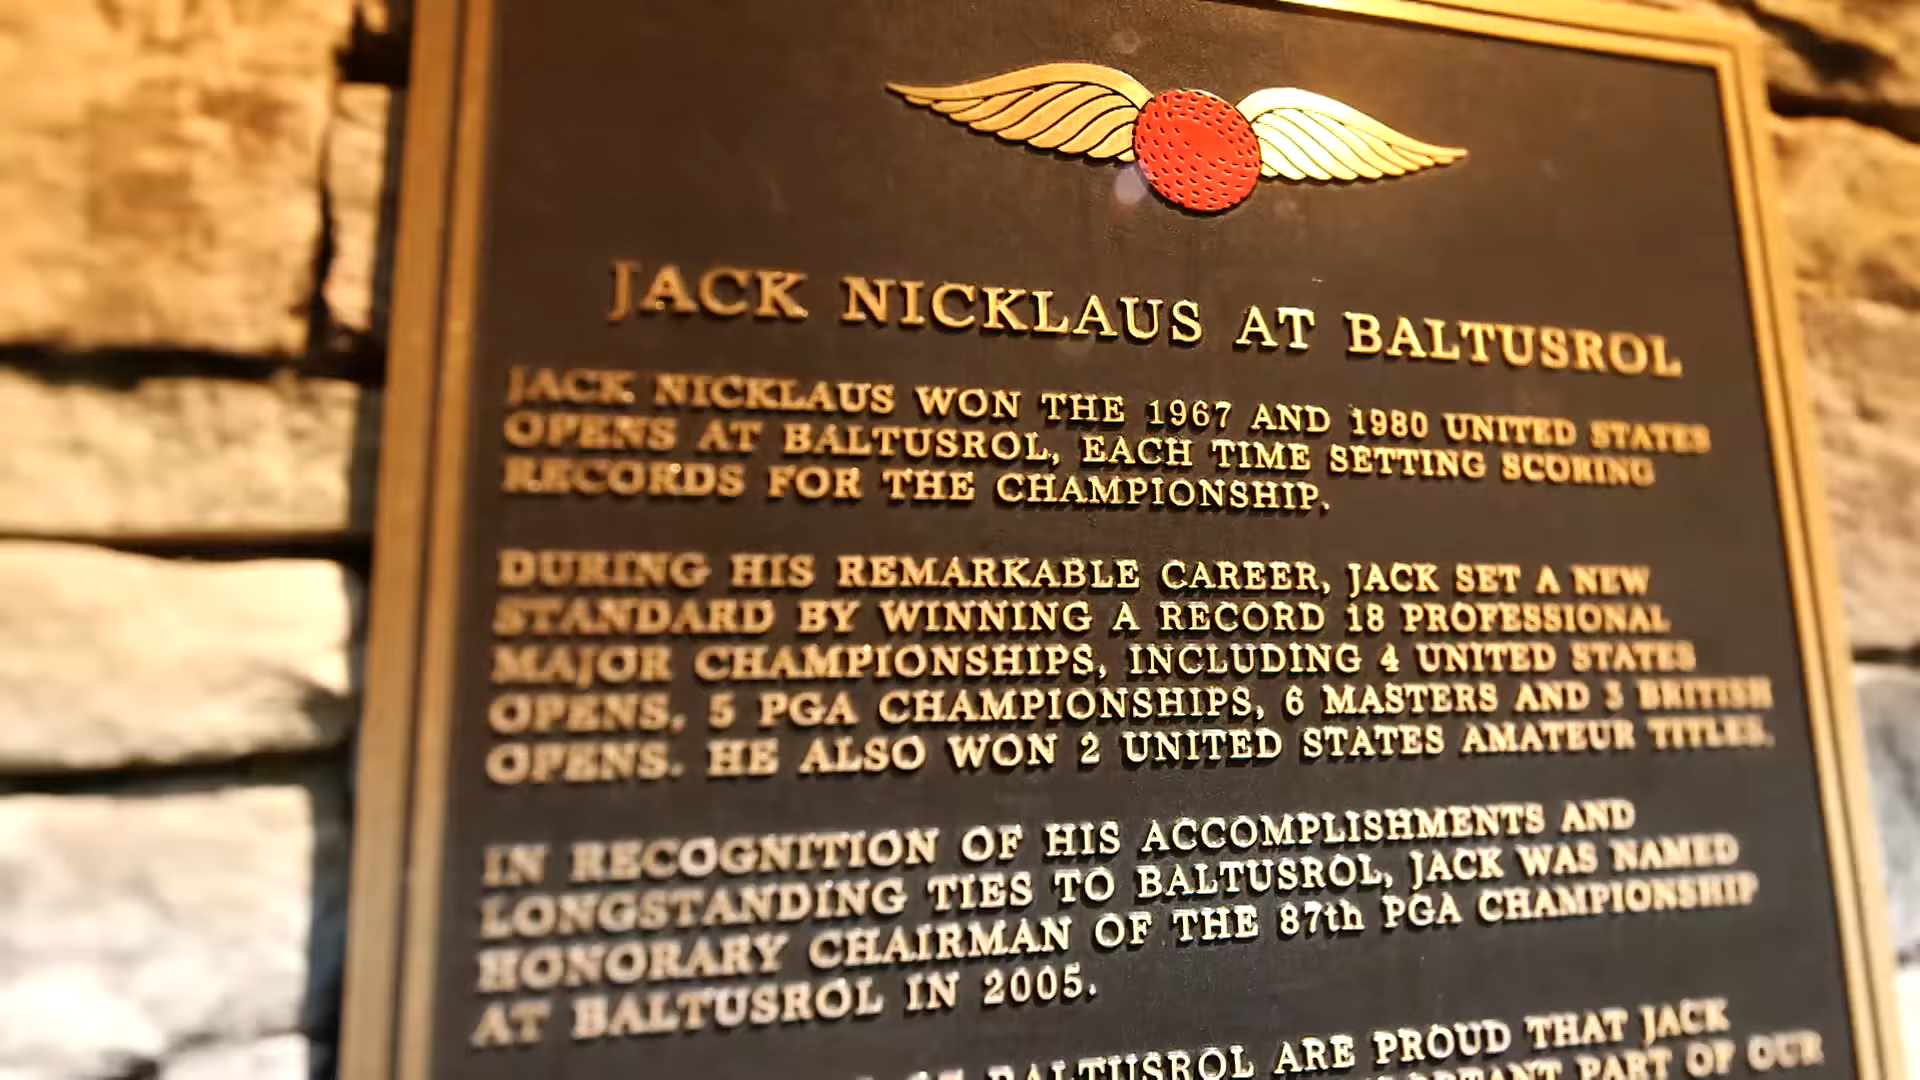 JACK NICKLAUS AT BALTUSROL
JACK NICKLAUS WON THE 1967 AND 1980 UNITED STATES
OPENS AT BALTUSROL, EACH TIME SETTING SCORING
RECORDS FOR THE CHAMPIONSHIP.
DURING HIS REMARKABLE CAREER, JACK SET A NEW
STANDARD BY WINNING A RECORD 18 PROFESSIONAL
MAJOR CHAMPIONSHIPS, INCLUDING 4 UNITED STATES
OPENS, 5 PGA CHAMPIONSHIPS, 6 MASTERS AND 3 BRITISH
OPENS. HE ALSO WON 2 UNITED STATES AMATEUR TITLES.
IN RECOGNITION OF HIS ACCOMPLISHMENTS AND
LONGSTANDING TIES TO BALTUSROL, JACK WAS NAMED
HONORARY CHAIRMAN OF THE 87th PGA CHAMPIONSHIP
AT BALTUSROL IN 2005.
BALTUSROL ARE PROUD THAT JACK
PART OF OUR